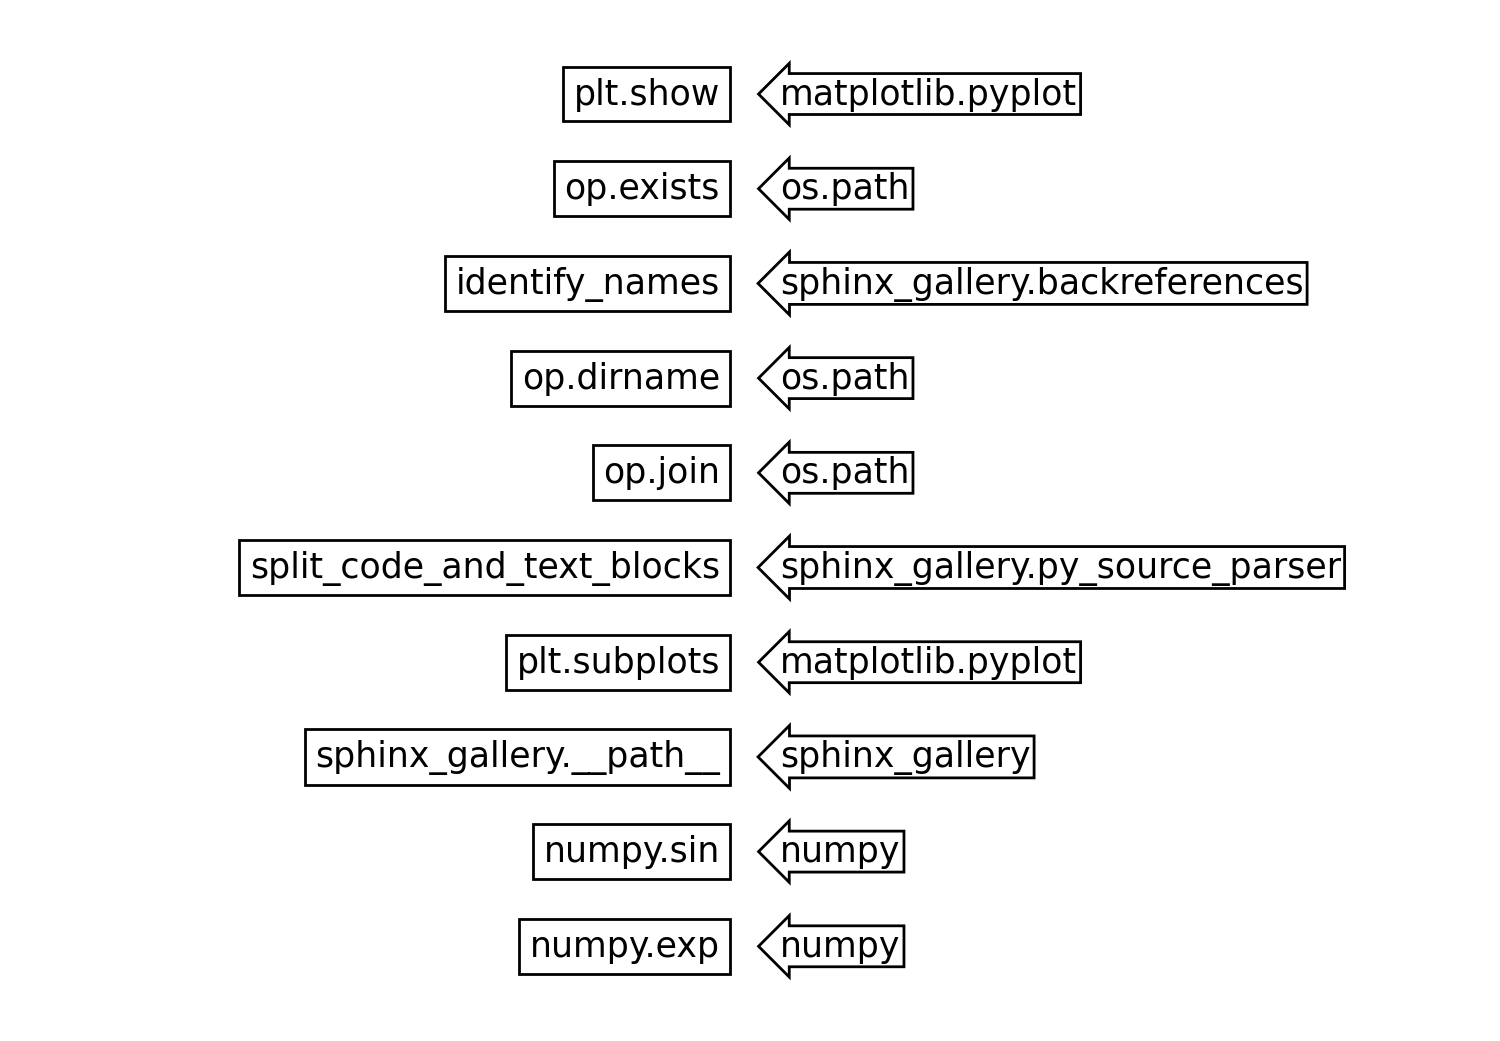 plt.show matplotlib.pyplot
op.exists os.path
identify_names sphinx_gallery.backreferences
op.dirname os.path
op.join os.path
split_code_and_text_blocks sphinx_gallery.py_source_parser
plt.subplots matplotlib.pyplot
sphinx_gallery.__path__ sphinx_gallery
numpy.sin numpy
numpy.exp numpy